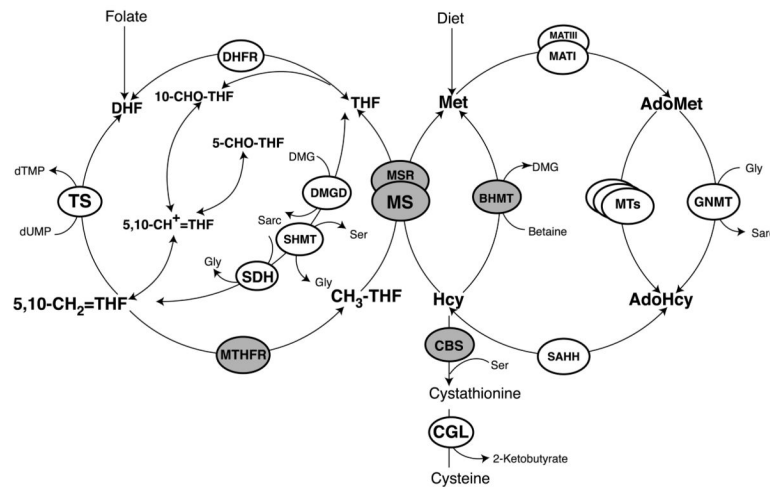 Folate
Diet
DHFR
MATIII
MATI
DHF
10-CHO-THF
THF
Met
AdoMet
5-CHO-THF
DMG
dTMP
TS
dUMP
DMGD
MSR
MS
BHMT
DMG
Betaine
MTs
GNMT
Gly
Sarc
5,10-CH⁺=THF
Sarc
SHMT
Ser
Gly
SDH
Gly
5,10-CH₂=THF
CH₃-THF
Hcy
AdoHcy
MTHFR
CBS
Ser
SAHH
Cystathionine
CGL
2-Ketobutyrate
Cysteine